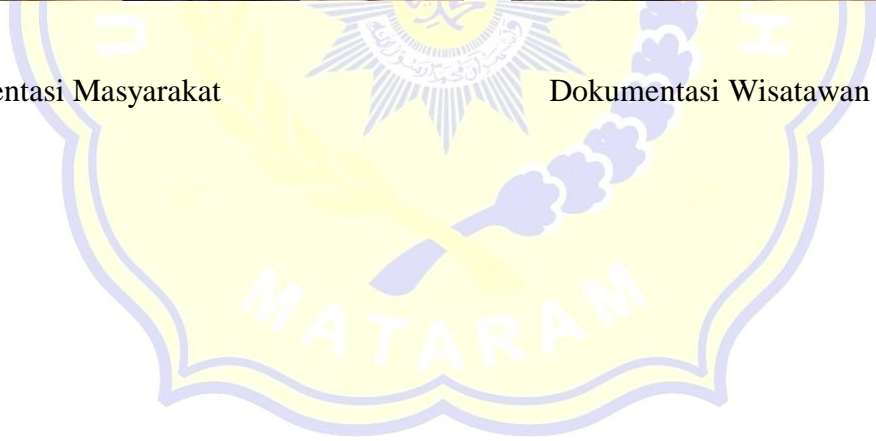 entasi Masyarakat
Dokumentasi Wisatawan
U
H
MATARAM